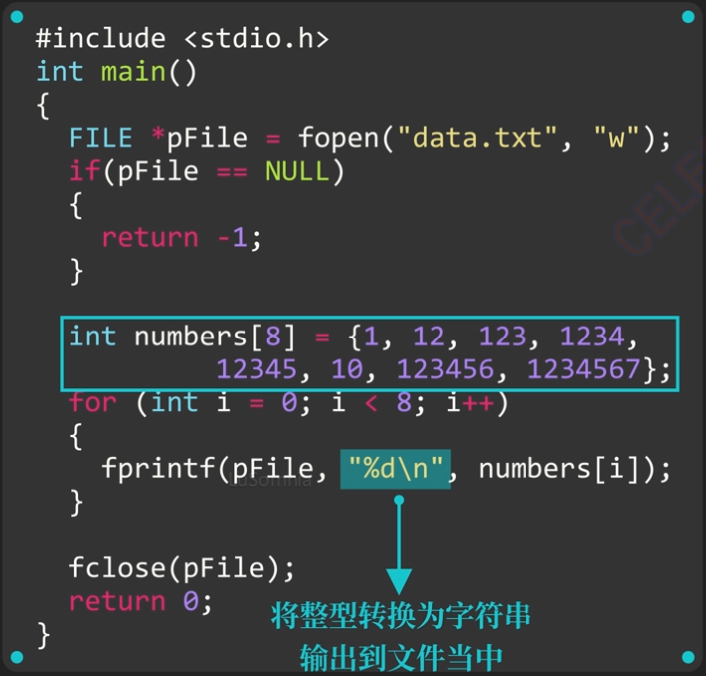 #include <stdio.h>
int main()
{
FILE *pFile = fopen("data.txt", "w");
if(pFile == NULL)
{
return -1;
}
int numbers[8] = {1, 12, 123, 1234,
12345, 10, 123456, 1234567};
for (int i = 0; i < 8; i++)
{
fprintf(pFile, "%d\n", numbers[i]);
}
fclose(pFile);
return 0;
}
将整型转换为字符串
输出到文件当中